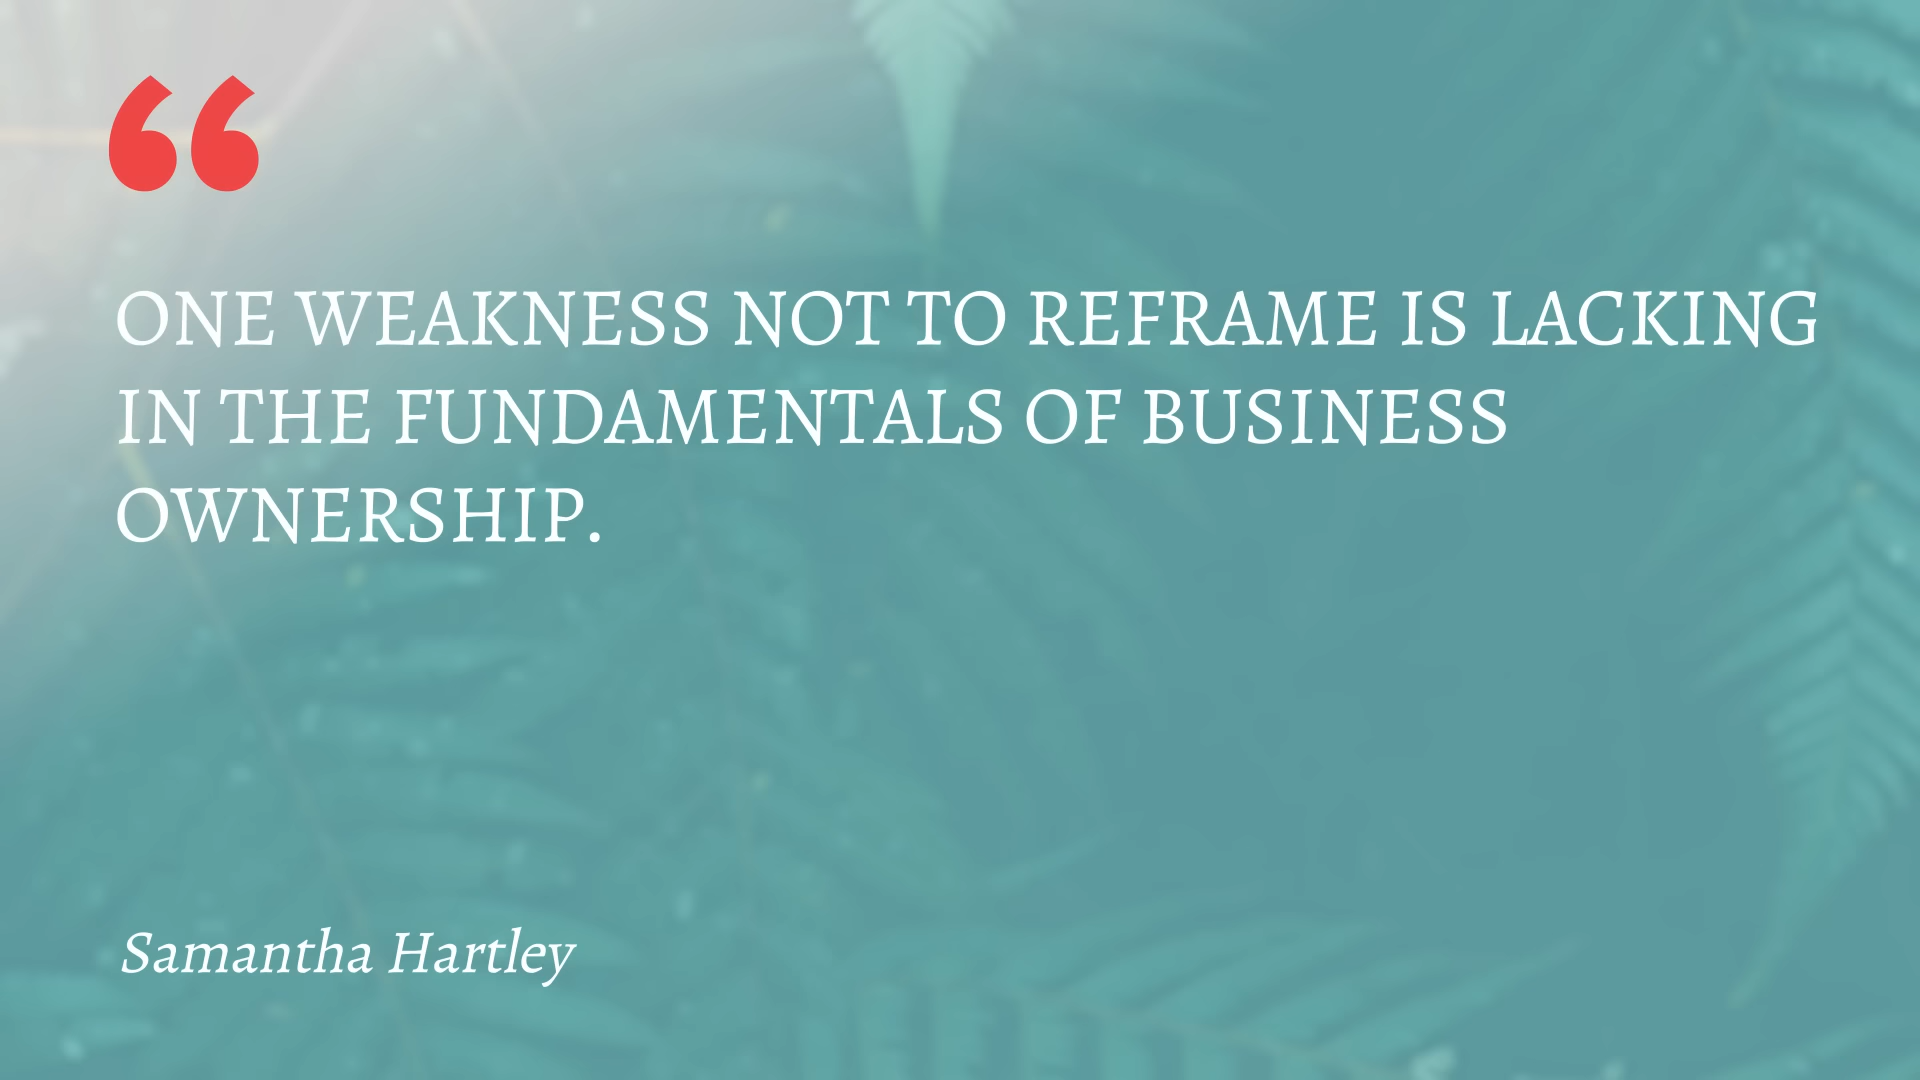 “
ONE WEAKNESS NOT TO REFRAME IS LACKING
IN THE FUNDAMENTALS OF BUSINESS
OWNERSHIP.
Samantha Hartley